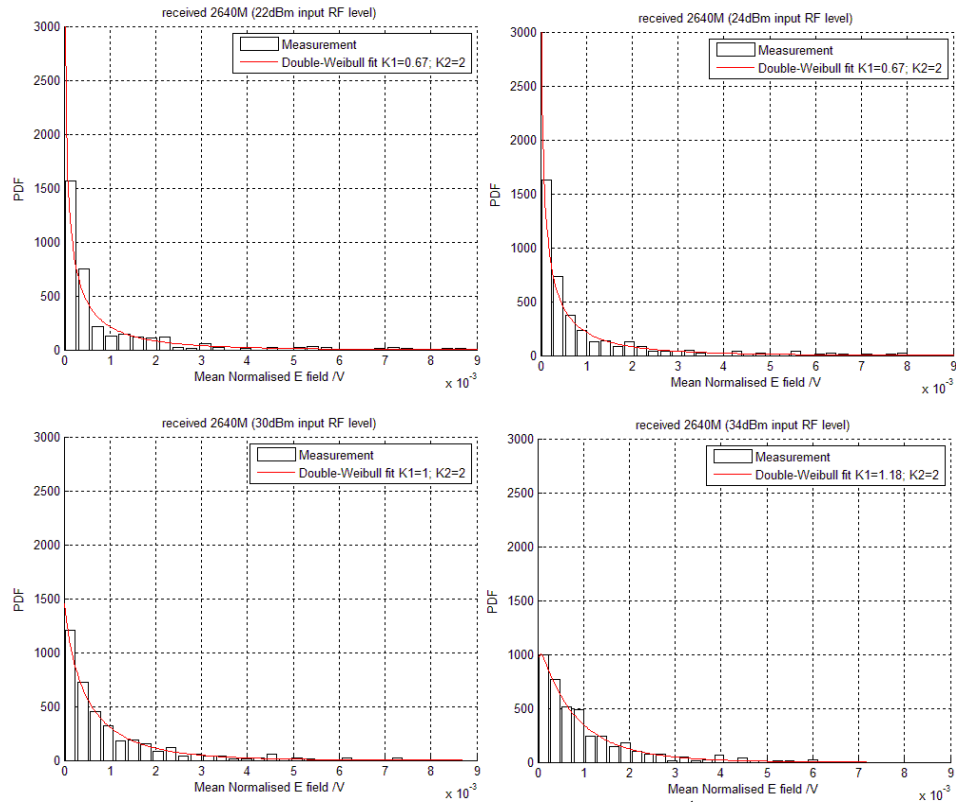 received 2640M (22dBm input RF level)
3000
2500
2000
1500
1000
500
0
PDF
Measurement
Double-Weibull fit K1=0.67; K2=2
0 1 2 3 4 5 6 7 8 9
Mean Normalised E field /V
x 10⁻³
received 2640M (24dBm input RF level)
3000
2500
2000
1500
1000
500
0
PDF
Measurement
Double-Weibull fit K1=0.67; K2=2
0 1 2 3 4 5 6 7 8 9
Mean Normalised E field /V
x 10⁻³
received 2640M (30dBm input RF level)
3000
2500
2000
1500
1000
500
0
PDF
Measurement
Double-Weibull fit K1=1; K2=2
0 1 2 3 4 5 6 7 8 9
Mean Normalised E field /V
x 10⁻³
received 2640M (34dBm input RF level)
3000
2500
2000
1500
1000
500
0
PDF
Measurement
Double-Weibull fit K1=1.18; K2=2
0 1 2 3 4 5 6 7 8 9
Mean Normalised E field /V
x 10⁻³